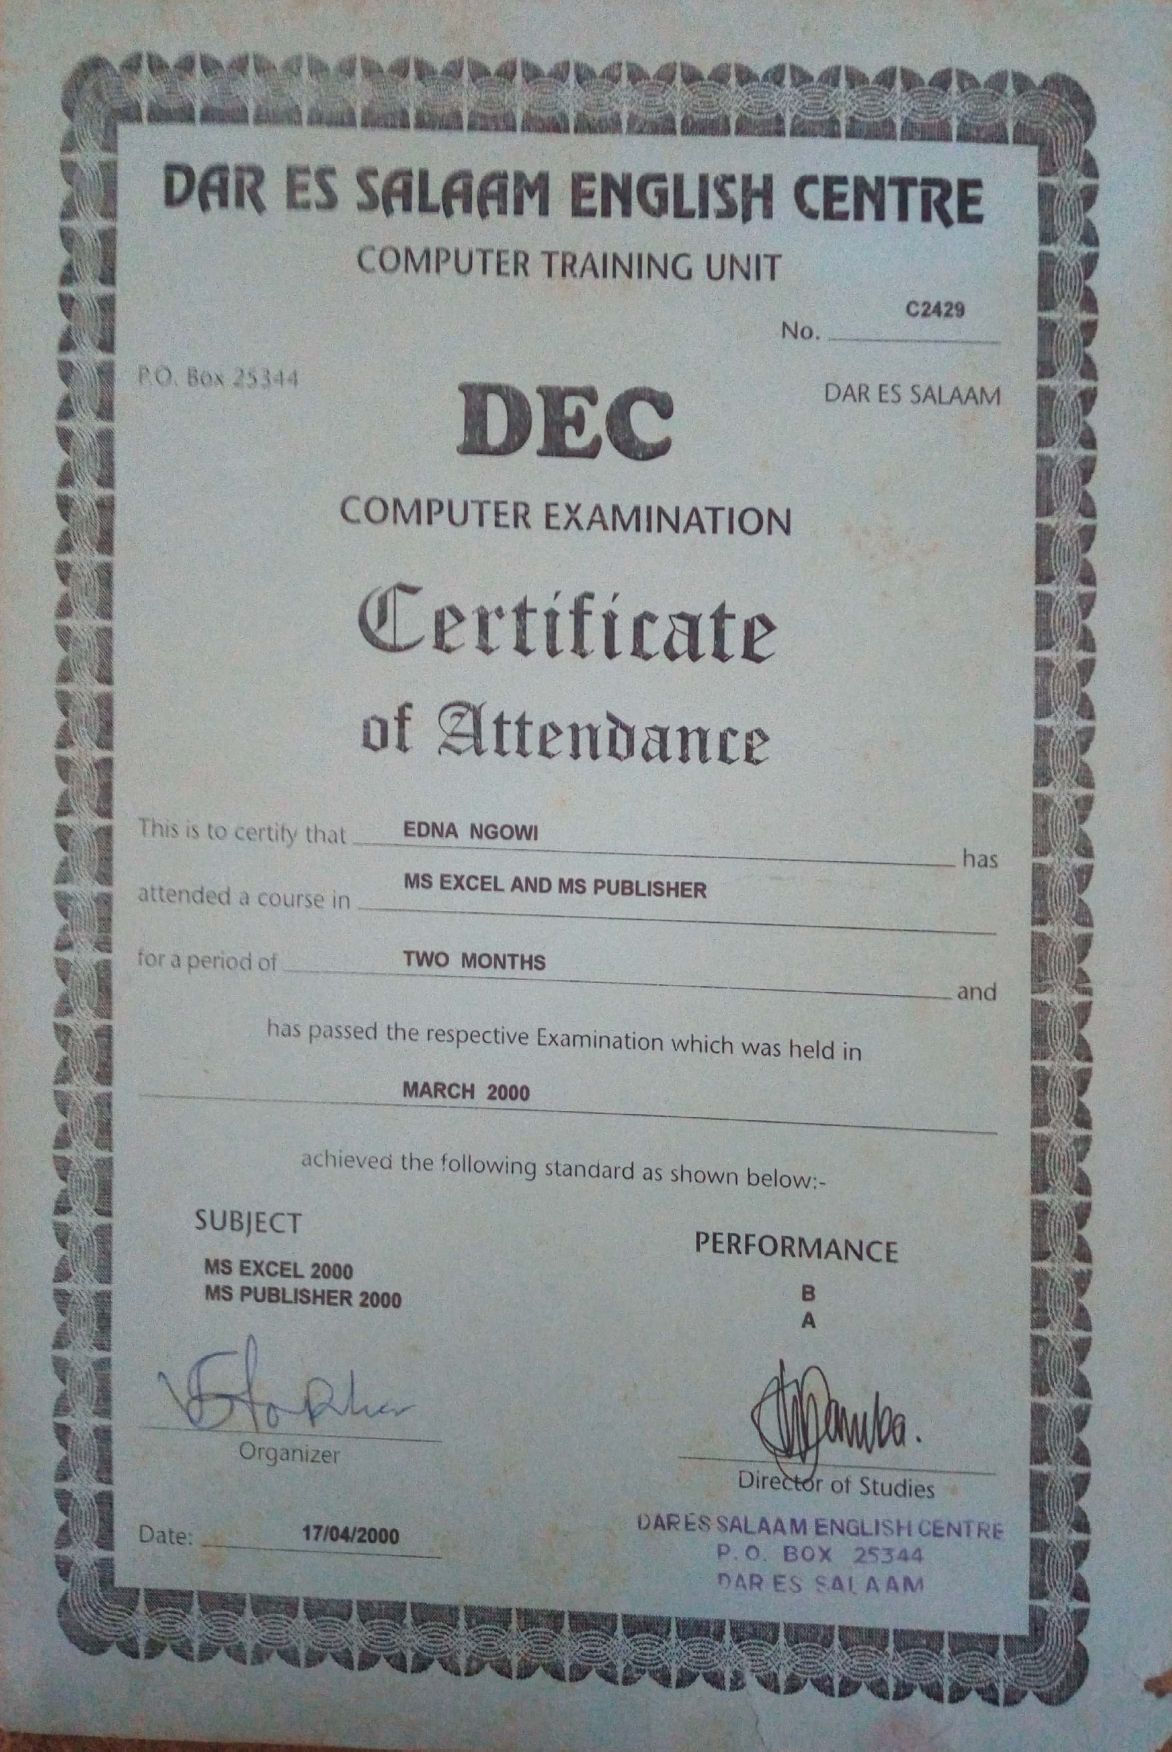 DAR ES SALAAM ENGLISH CENTRE
COMPUTER TRAINING UNIT
No. C2429
P.O. Box 25344
DAR ES SALAAM
DEC
COMPUTER EXAMINATION
Certificate
of Attendance
This is to certify that EDNA NGOWI has
attended a course in MS EXCEL AND MS PUBLISHER
for a period of TWO MONTHS and
has passed the respective Examination which was held in
MARCH 2000
achieved the following standard as shown below:-
SUBJECT PERFORMANCE
MS EXCEL 2000 B
MS PUBLISHER 2000 A
Organizer
Director of Studies
Date: 17/04/2000
DAR ES SALAAM ENGLISH CENTRE
P. O. BOX 25344
DAR ES SALAAM